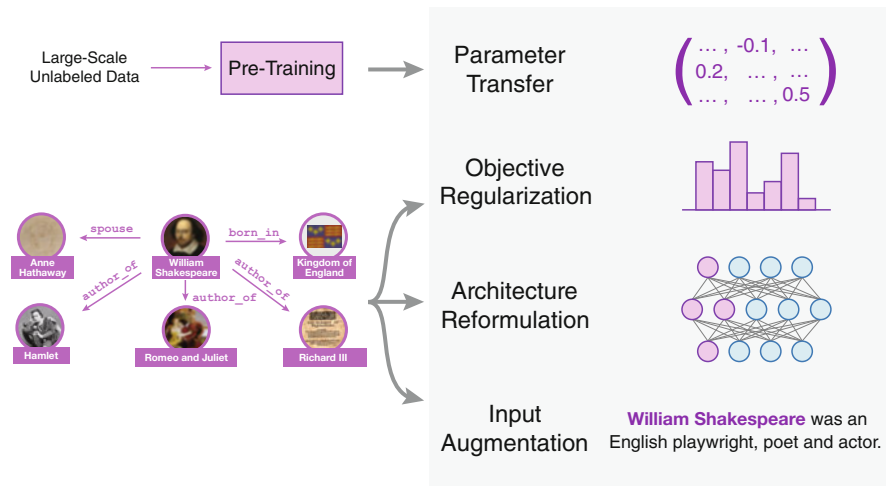 Large-Scale
Unlabeled Data
Pre-Training
Parameter
Transfer
… , -0.1, …
0.2, … , …
… , … , 0.5
Objective
Regularization
spouse
born_in
Anne
Hathaway
William
Shakespeare
Kingdom of
England
author_of
author_of
author_of
Hamlet
Romeo and Juliet
Richard III
Architecture
Reformulation
Input
Augmentation
William Shakespeare was an
English playwright, poet and actor.